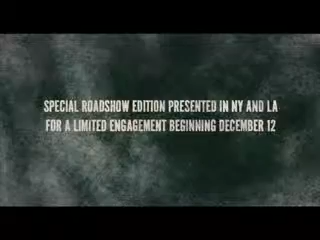 SPECIAL ROADSHOW EDITION PRESENTED IN NY AND LA
FOR A LIMITED ENGAGEMENT BEGINNING DECEMBER 12